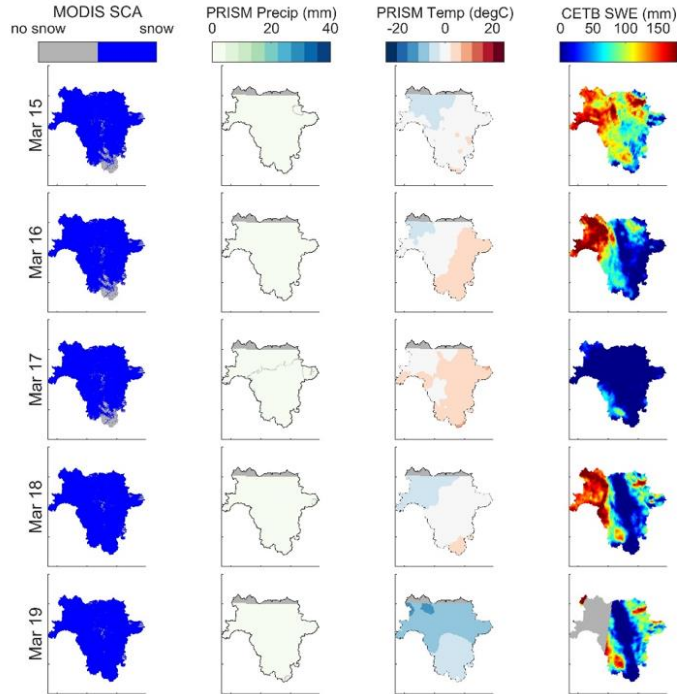 MODIS SCA
no snow snow
PRISM Precip (mm)
0 20 40
PRISM Temp (degC)
-20 0 20
CETB SWE (mm)
0 50 100 150
Mar 15
Mar 16
Mar 17
Mar 18
Mar 19